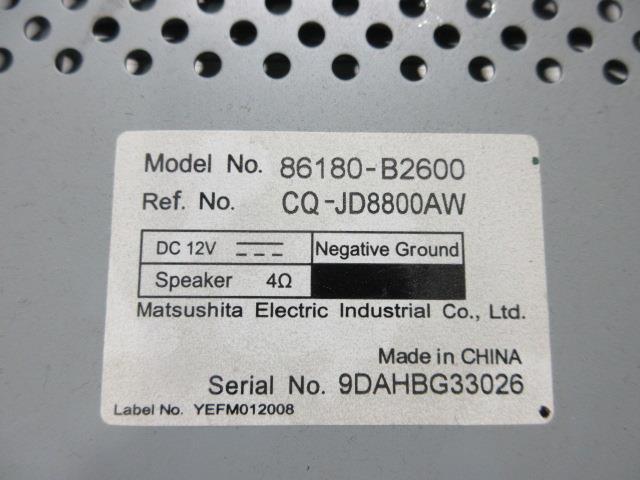 Model No. 86180-B2600
Ref. No. CQ-JD8800AW
DC 12V Negative Ground
Speaker 4Ω
Matsushita Electric Industrial Co., Ltd.
Made in CHINA
Serial No. 9DAHBG33026
Label No. YEFM012008